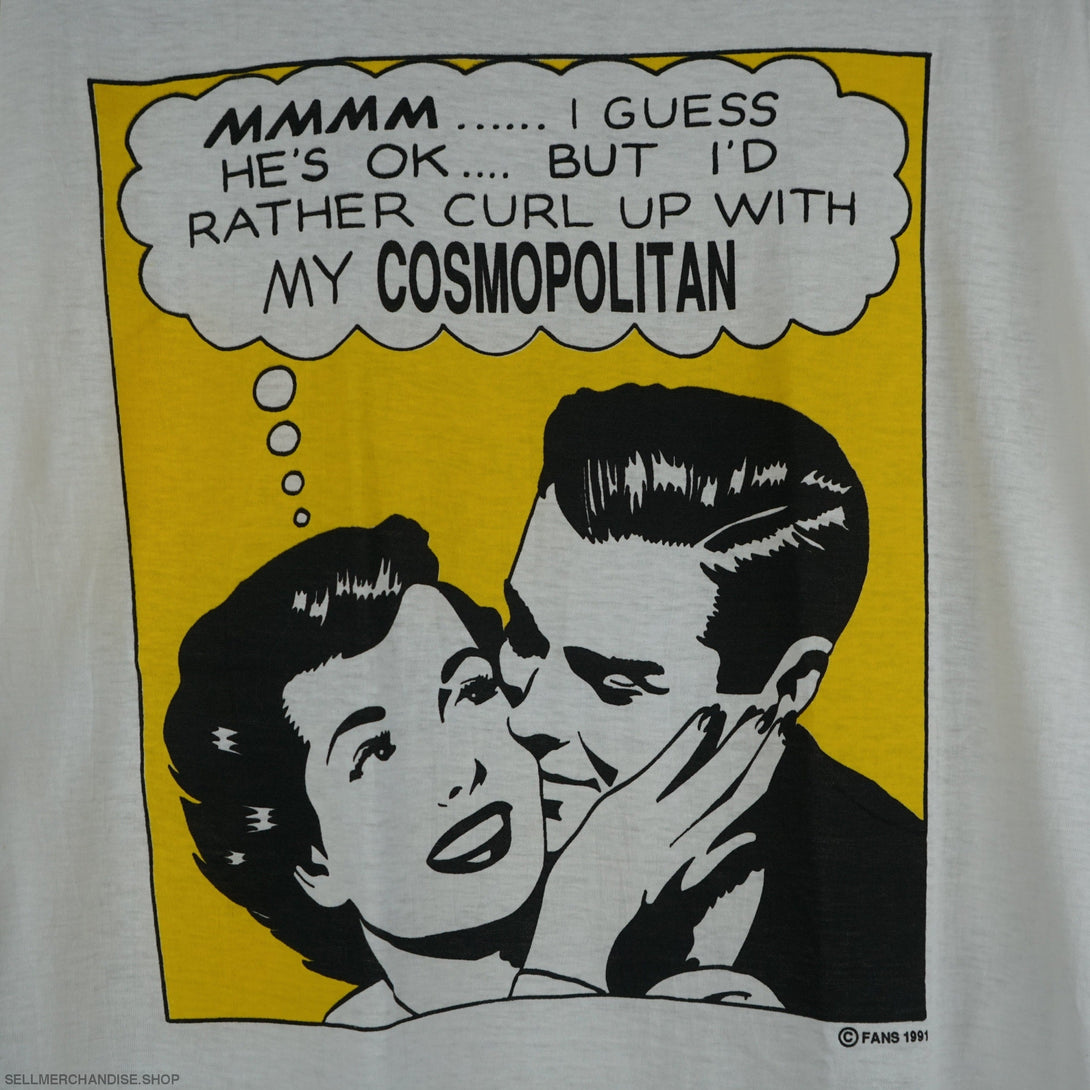 MMMM ...... I GUESS
HE'S OK.... BUT I'D
RATHER CURL UP WITH
MY COSMOPOLITAN
© FANS 1991
SELLMERCHANDISE.SHOP